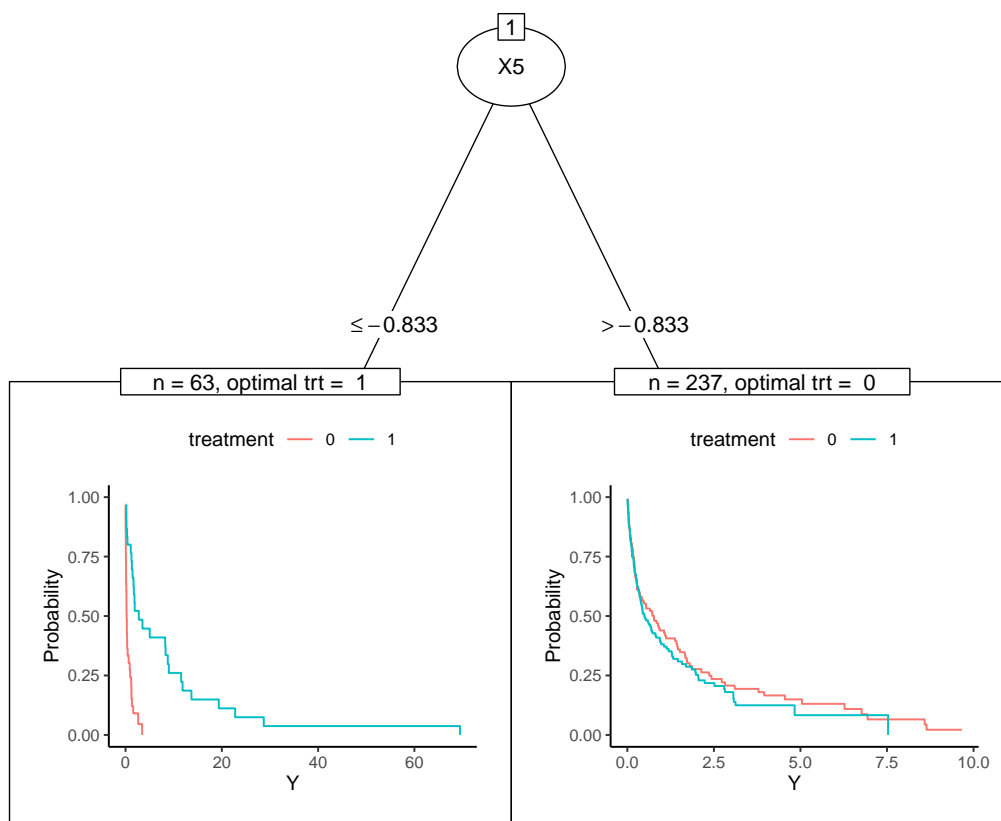 1
X5
≤ −0.833
> −0.833
n = 63, optimal trt =  1
n = 237, optimal trt =  0
treatment 0 1
1.00
0.75
0.50
0.25
0.00
Probability
0 20 40 60
Y
treatment 0 1
1.00
0.75
0.50
0.25
0.00
Probability
0.0 2.5 5.0 7.5 10.0
Y